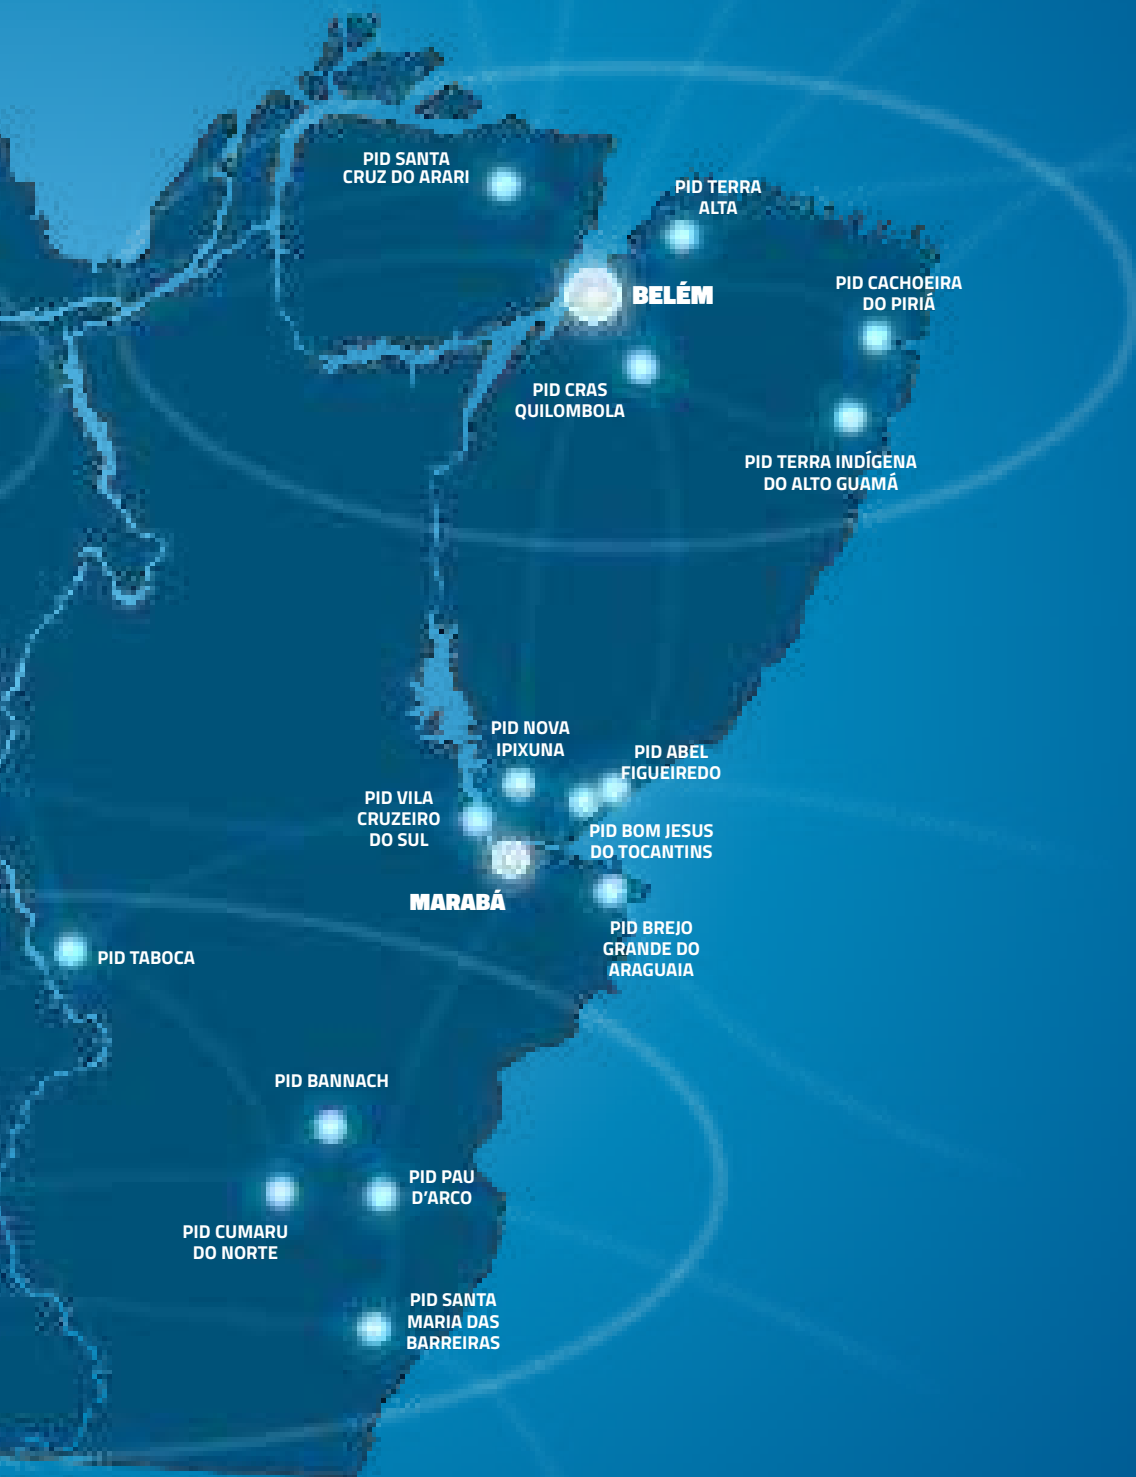 PID SANTA
CRUZ DO ARARI
PID TERRA
ALTA
BELÉM
PID CACHOEIRA
DO PIRIÁ
PID CRAS
QUILOMBOLA
PID TERRA INDÍGENA
DO ALTO GUAMÁ
PID NOVA
IPIXUNA
PID ABEL
FIGUEIREDO
PID VILA
CRUZEIRO
DO SUL
PID BOM JESUS
DO TOCANTINS
MARABÁ
PID BREJO
GRANDE DO
ARAGUAIA
PID TABOCA
PID BANNACH
PID PAU
D’ARCO
PID CUMARU
DO NORTE
PID SANTA
MARIA DAS
BARREIRAS